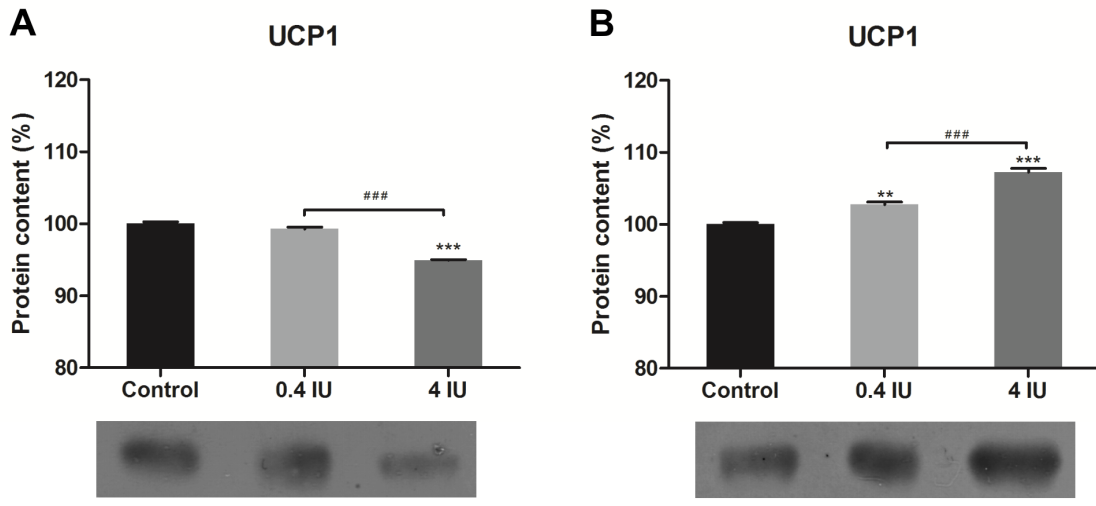 A
UCP1
Protein content (%)
120
110
100
90
80
###
***
Control
0.4 IU
4 IU
B
UCP1
Protein content (%)
120
110
100
90
80
###
**
***
Control
0.4 IU
4 IU